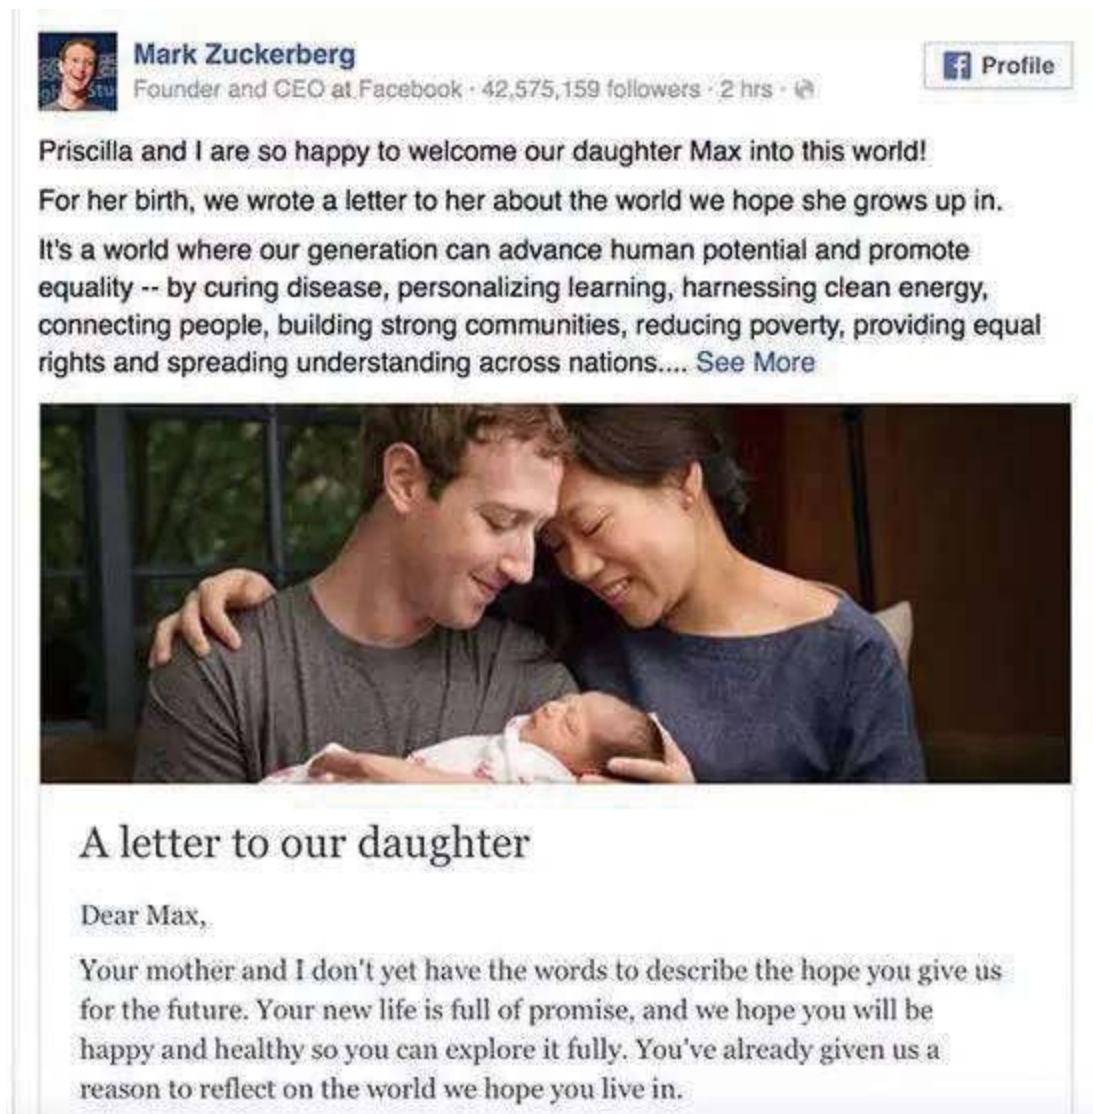 Mark Zuckerberg
Founder and CEO at Facebook · 42,575,159 followers · 2 hrs ·
Profile
Priscilla and I are so happy to welcome our daughter Max into this world!
For her birth, we wrote a letter to her about the world we hope she grows up in.
It's a world where our generation can advance human potential and promote
equality -- by curing disease, personalizing learning, harnessing clean energy,
connecting people, building strong communities, reducing poverty, providing equal
rights and spreading understanding across nations.... See More
A letter to our daughter
Dear Max,
Your mother and I don't yet have the words to describe the hope you give us
for the future. Your new life is full of promise, and we hope you will be
happy and healthy so you can explore it fully. You've already given us a
reason to reflect on the world we hope you live in.